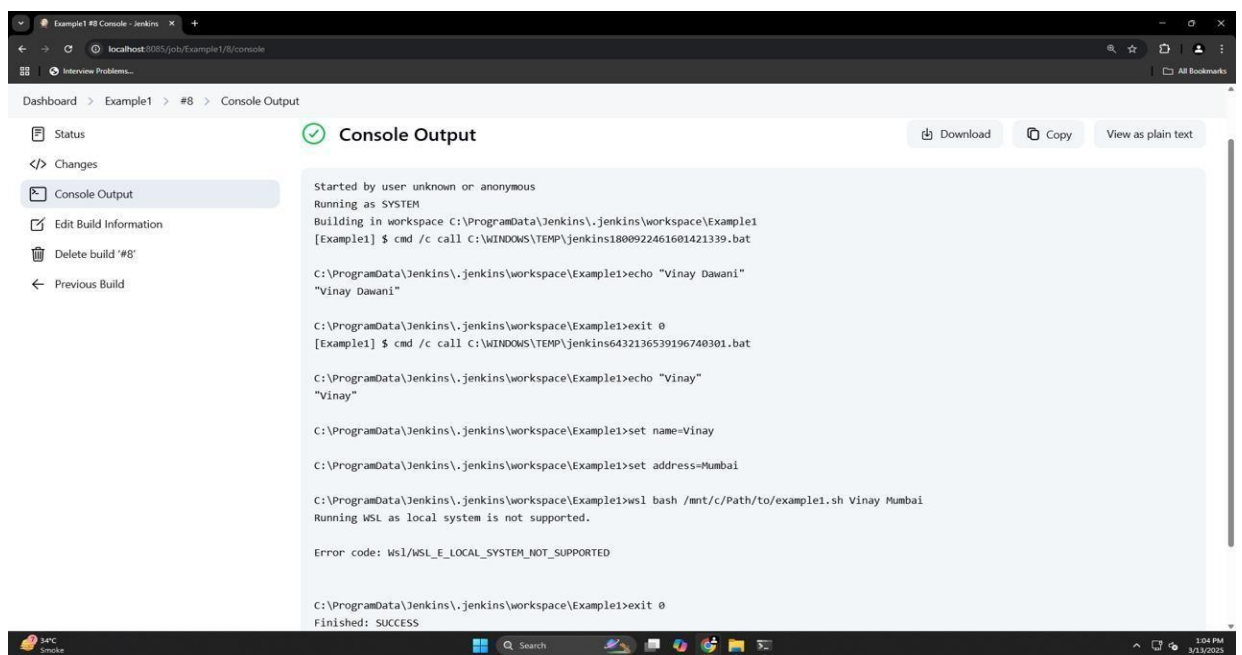 Example1 #8 Console - Jenkins
localhost:8085/job/Example1/8/console
Interview Problems...
All Bookmarks
Dashboard > Example1 > #8 > Console Output
Status
Changes
Console Output
Edit Build Information
Delete build '#8'
Previous Build
Console Output
Download
Copy
View as plain text
Started by user unknown or anonymous
Running as SYSTEM
Building in workspace C:\ProgramData\Jenkins\.jenkins\workspace\Example1
[Example1] $ cmd /c call C:\WINDOWS\TEMP\jenkins1800922461601421339.bat
C:\ProgramData\Jenkins\.jenkins\workspace\Example1>echo "Vinay Dawani"
"Vinay Dawani"
C:\ProgramData\Jenkins\.jenkins\workspace\Example1>exit 0
[Example1] $ cmd /c call C:\WINDOWS\TEMP\jenkins6432136539196740301.bat
C:\ProgramData\Jenkins\.jenkins\workspace\Example1>echo "Vinay"
"Vinay"
C:\ProgramData\Jenkins\.jenkins\workspace\Example1>set name=Vinay
C:\ProgramData\Jenkins\.jenkins\workspace\Example1>set address=Mumbai
C:\ProgramData\Jenkins\.jenkins\workspace\Example1>wsl bash /mnt/c/Path/to/example1.sh Vinay Mumbai
Running WSL as local system is not supported.
Error code: Wsl/WSL_E_LOCAL_SYSTEM_NOT_SUPPORTED
C:\ProgramData\Jenkins\.jenkins\workspace\Example1>exit 0
Finished: SUCCESS
34°C
Smoke
Search
1:04 PM
3/13/2025